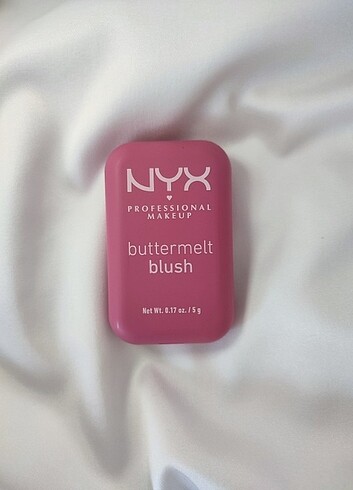 NYX
PROFESSIONAL
MAKEUP
buttermelt
blush
Net Wt. 0.17 oz. / 5 g